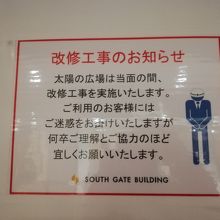 改修工事のお知らせ
太陽の広場は当面の間、
改修工事を実施いたします。
ご利用のお客様には
ご迷惑をお掛けいたしますが
何卒ご理解とご協力のほど
宜しくお願いいたします。
SOUTH GATE BUILDING